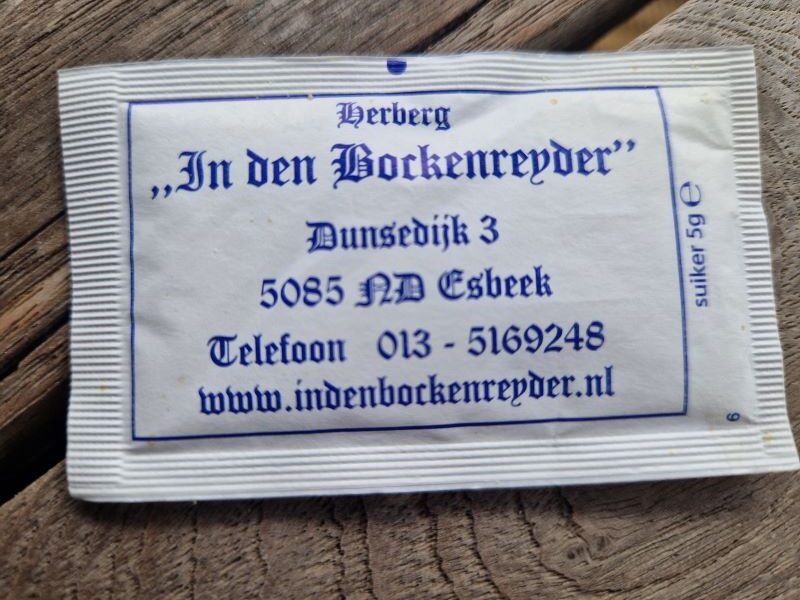 Herberg
„In den Bockenreyder”
Dunsedijk 3
5085 ND Esbeek
Telefoon 013 - 5169248
www.indenbockenreyder.nl
suiker 5g ℮
6